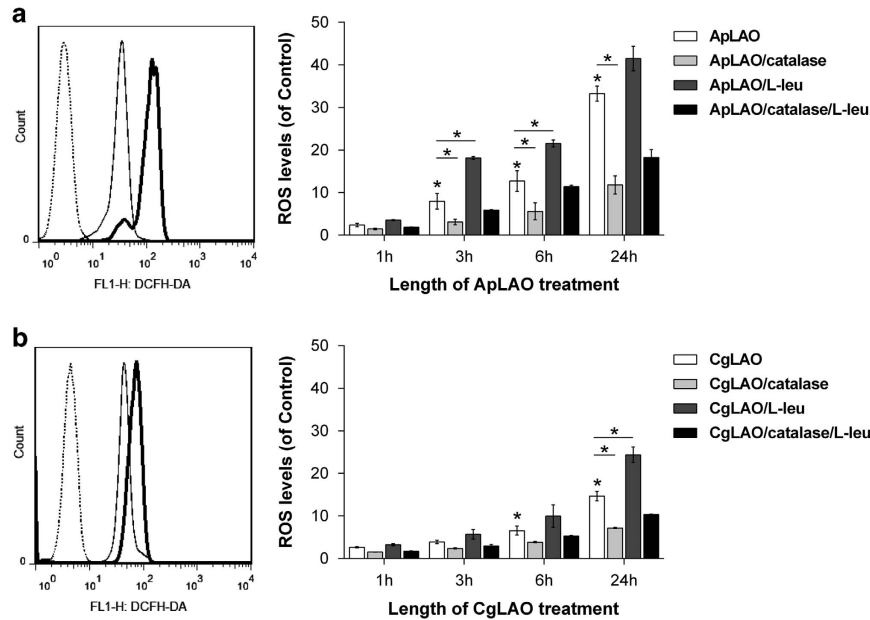 a
Count
0
10^0 10^1 10^2 10^3 10^4
FL1-H: DCFH-DA
ROS levels (of Control)
50
40
30
20
10
0
* * * * * * * *
1h 3h 6h 24h
Length of ApLAO treatment
ApLAO
ApLAO/catalase
ApLAO/L-leu
ApLAO/catalase/L-leu
b
Count
0
10^0 10^1 10^2 10^3 10^4
FL1-H: DCFH-DA
ROS levels (of Control)
50
40
30
20
10
0
* * * *
1h 3h 6h 24h
Length of CgLAO treatment
CgLAO
CgLAO/catalase
CgLAO/L-leu
CgLAO/catalase/L-leu